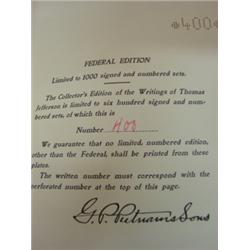 400
FEDERAL EDITION
Limited to 1000 signed and numbered sets.
The Collector's Edition of the Writings of Thomas
Jefferson is limited to six hundred signed and num-
bered sets, of which this is
Number 400
We guarantee that no limited, numbered edition,
other than the Federal, shall be printed from these
plates.
The written number must correspond with the
perforated number at the top of this page.
G. P. Putnam's Sons